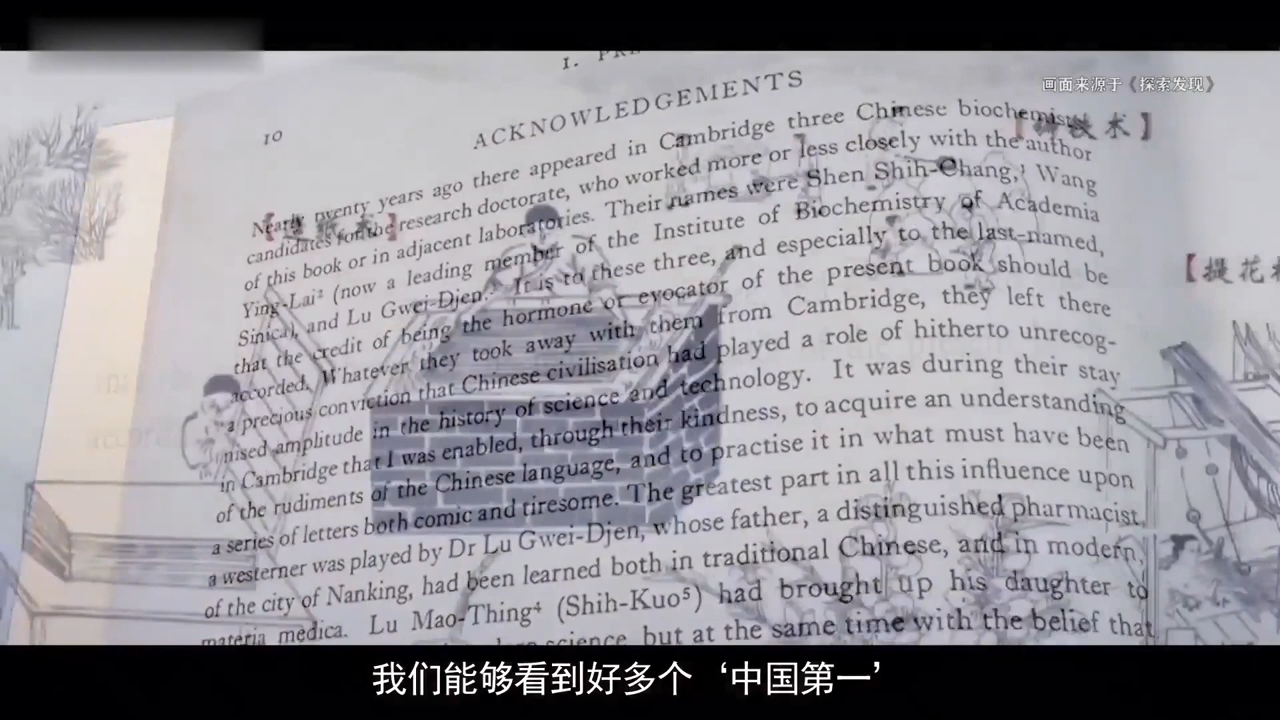 画面来源于《探索发现》
10
ACKNOWLEDGEMENTS
Nearly twenty years ago there appeared in Cambridge three Chinese biochemists,
candidates for the research doctorate, who worked more or less closely with the author
of this book or in adjacent laboratories. Their names were Shen Shih-Chang,¹ Wang
Ying-Lai² (now a leading member of the Institute of Biochemistry of Academia
Sinica), and Lu Gwei-Djen.³ It is to these three, and especially to the last-named,
that the credit of being the hormone or evocator of the present book should be
accorded. Whatever they took away with them from Cambridge, they left there
a precious conviction that Chinese civilisation had played a role of hitherto unrecog-
nised amplitude in the history of science and technology. It was during their stay
in Cambridge that I was enabled, through their kindness, to acquire an understanding
of the rudiments of the Chinese language, and to practise it in what must have been
a series of letters both comic and tiresome. The greatest part in all this influence upon
a westerner was played by Dr Lu Gwei-Djen, whose father, a distinguished pharmacist
of the city of Nanking, had been learned both in traditional Chinese, and in modern,
materia medica. Lu Mao-Thing⁴ (Shih-Kuo⁵) had brought up his daughter to
science, but at the same time with the belief that
【提花
我们能够看到好多个‘中国第一’